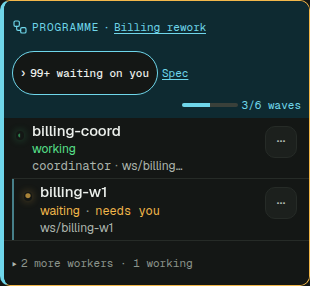 PROGRAMME · Billing rework
› 99+ waiting on you Spec
3/6 waves
billing-coord
working
coordinator · ws/billing…
billing-w1
waiting · needs you
ws/billing-w1
▸ 2 more workers · 1 working